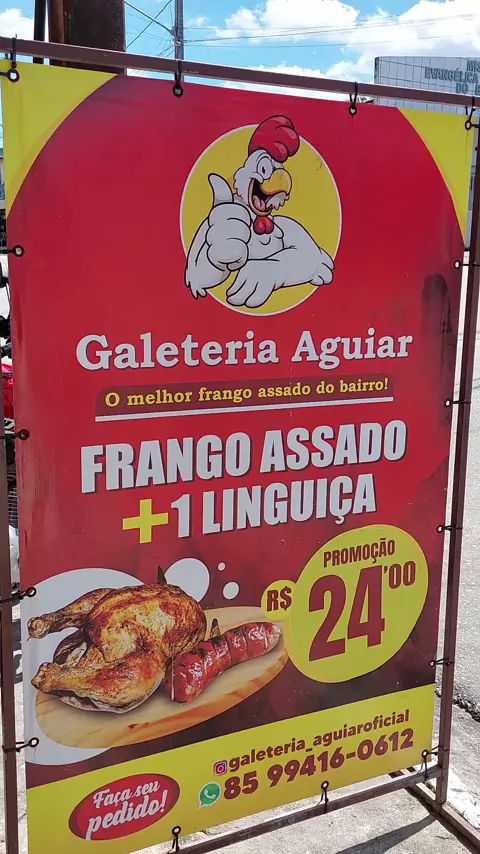 EVANGÉLICA
Galeteria Aguiar
O melhor frango assado do bairro!
FRANGO ASSADO
+1 LINGUIÇA
PROMOÇÃO
R$ 24,00
galeteria_aguiaroficial
85 99416-0612
Faça seu
pedido!